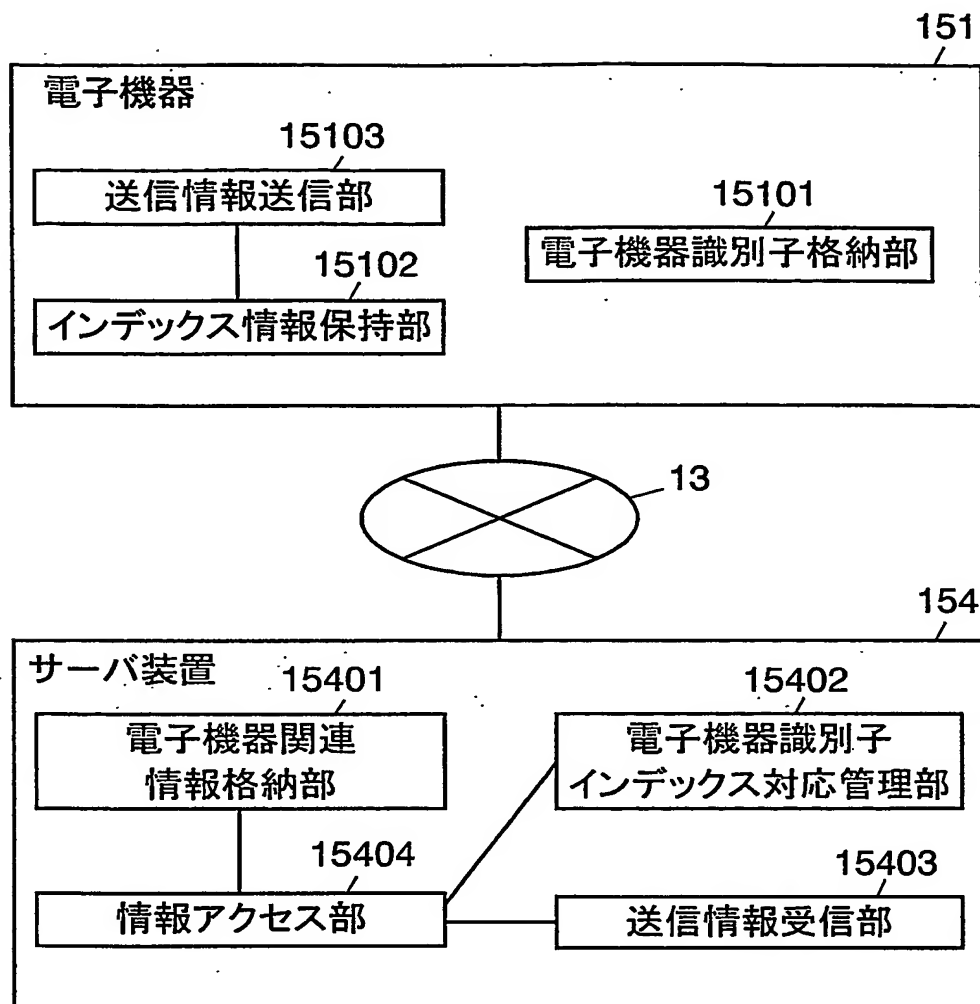 151
電子機器
15103
送信情報送信部
15101
電子機器識別子格納部
15102
インデックス情報保持部
13
154
サーバ装置
15401
電子機器関連
情報格納部
15402
電子機器識別子
インデックス対応管理部
15404
情報アクセス部
15403
送信情報受信部